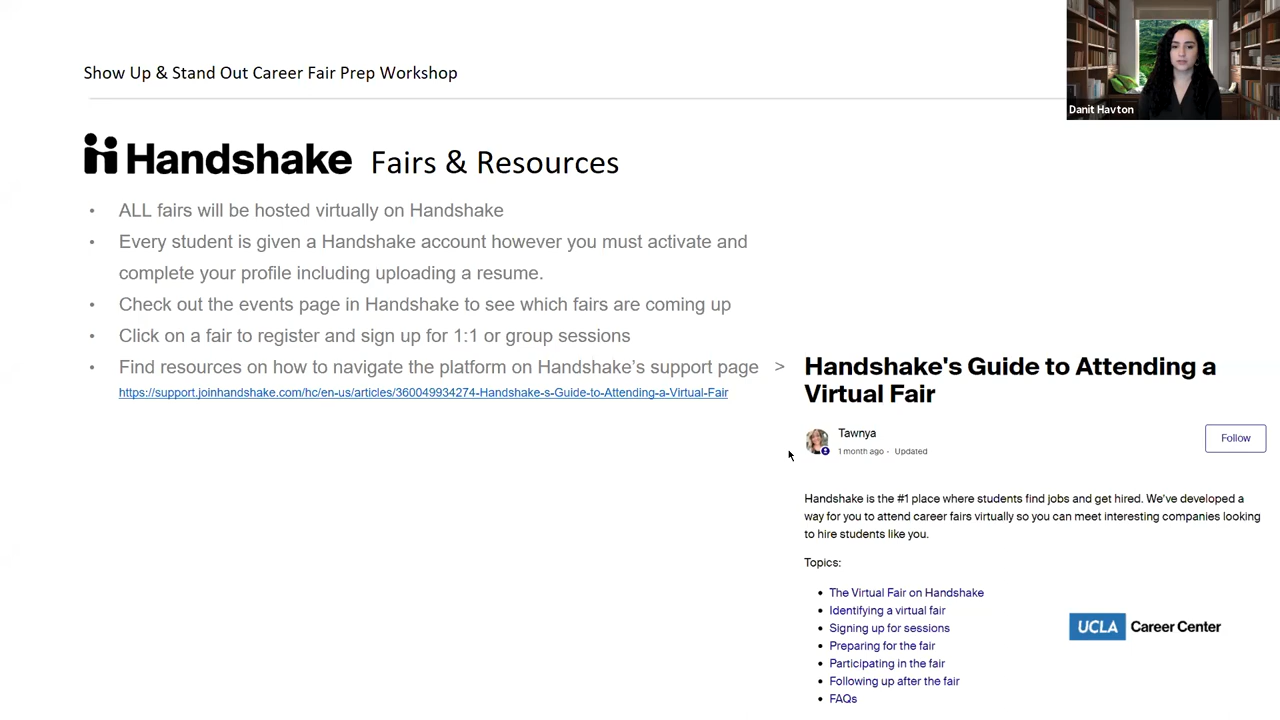 Show Up & Stand Out Career Fair Prep Workshop
Danit Havton
Handshake Fairs & Resources
• ALL fairs will be hosted virtually on Handshake
• Every student is given a Handshake account however you must activate and
complete your profile including uploading a resume.
• Check out the events page in Handshake to see which fairs are coming up
• Click on a fair to register and sign up for 1:1 or group sessions
• Find resources on how to navigate the platform on Handshake’s support page >
https://support.joinhandshake.com/hc/en-us/articles/360049934274-Handshake-s-Guide-to-Attending-a-Virtual-Fair
Handshake's Guide to Attending a
Virtual Fair
Tawnya
1 month ago · Updated
Follow
Handshake is the #1 place where students find jobs and get hired. We've developed a
way for you to attend career fairs virtually so you can meet interesting companies looking
to hire students like you.
Topics:
• The Virtual Fair on Handshake
• Identifying a virtual fair
• Signing up for sessions
• Preparing for the fair
• Participating in the fair
• Following up after the fair
• FAQs
UCLA Career Center